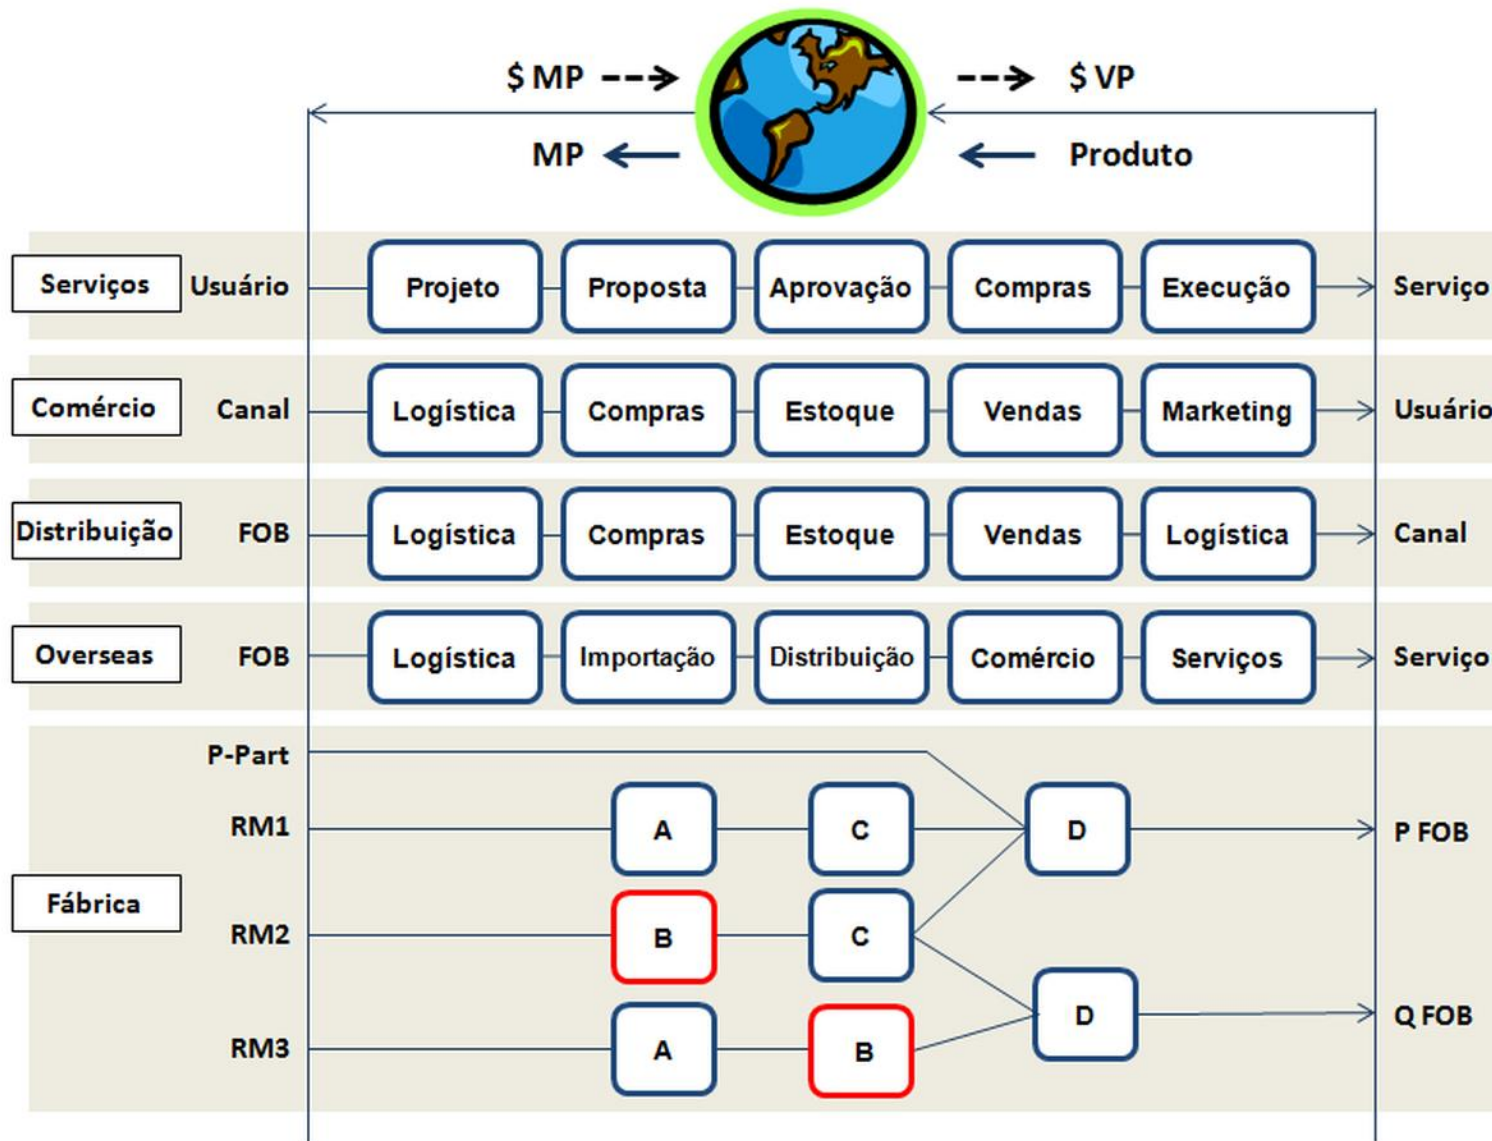 $ MP $ VP
MP Produto
Serviços Usuário Projeto Proposta Aprovação Compras Execução Serviço
Comércio Canal Logística Compras Estoque Vendas Marketing Usuário
Distribuição FOB Logística Compras Estoque Vendas Logística Canal
Overseas FOB Logística Importação Distribuição Comércio Serviços Serviço
P-Part
RM1 A C D P FOB
Fábrica
RM2 B C
D Q FOB
RM3 A B